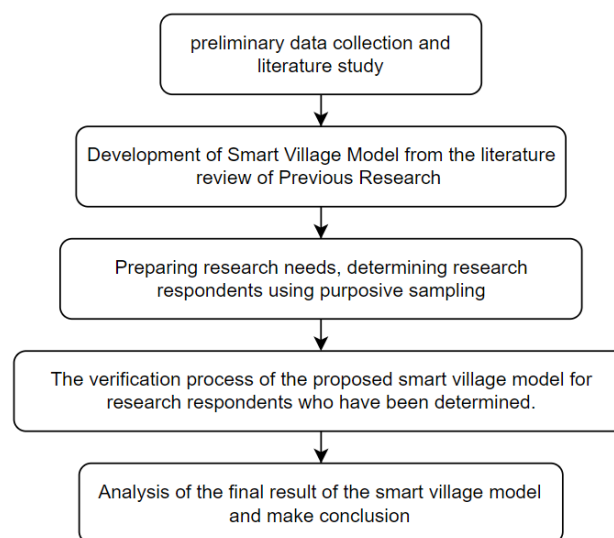 preliminary data collection and
literature study
Development of Smart Village Model from the literature
review of Previous Research
Preparing research needs, determining research
respondents using purposive sampling
The verification process of the proposed smart village model for
research respondents who have been determined.
Analysis of the final result of the smart village model
and make conclusion